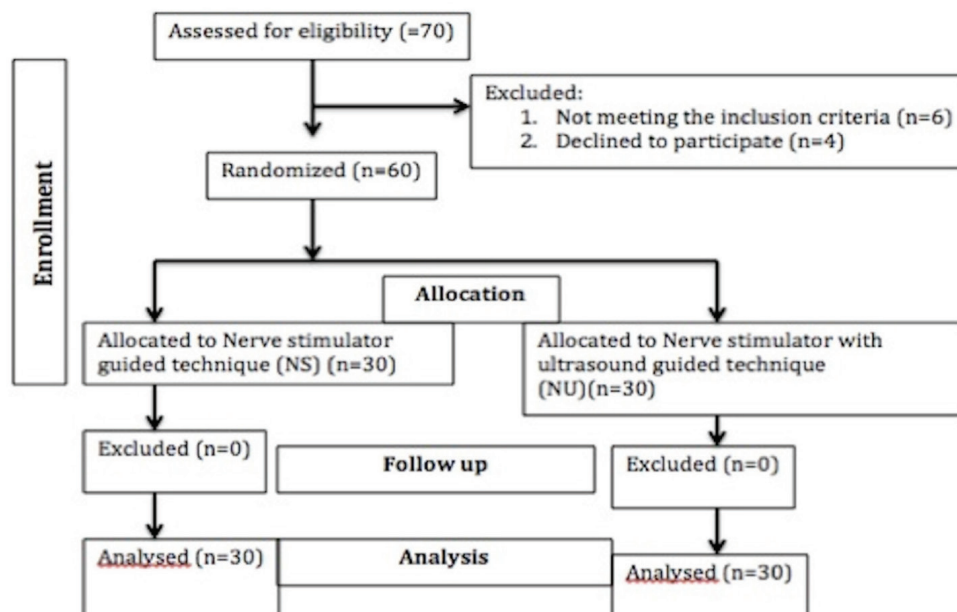 Assessed for eligibility (=70)
Excluded:
1. Not meeting the inclusion criteria (n=6)
2. Declined to participate (n=4)
Randomized (n=60)
Enrollment
Allocation
Allocated to Nerve stimulator
guided technique (NS) (n=30)
Allocated to Nerve stimulator with
ultrasound guided technique
(NU)(n=30)
Excluded (n=0)
Follow up
Excluded (n=0)
Analysed (n=30)
Analysis
Analysed (n=30)